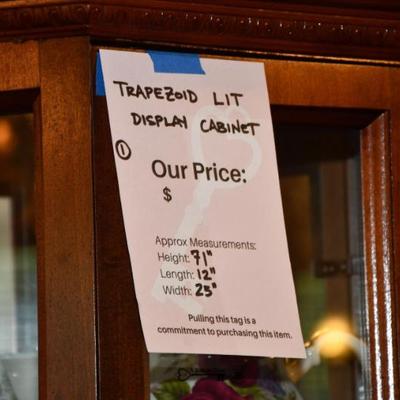 TRAPEZOID LIT
DISPLAY CABINET
①
Our Price:
$
Approx Measurements:
Height: 71"
Length: 12"
Width: 25"
Pulling this tag is a
commitment to purchasing this item.